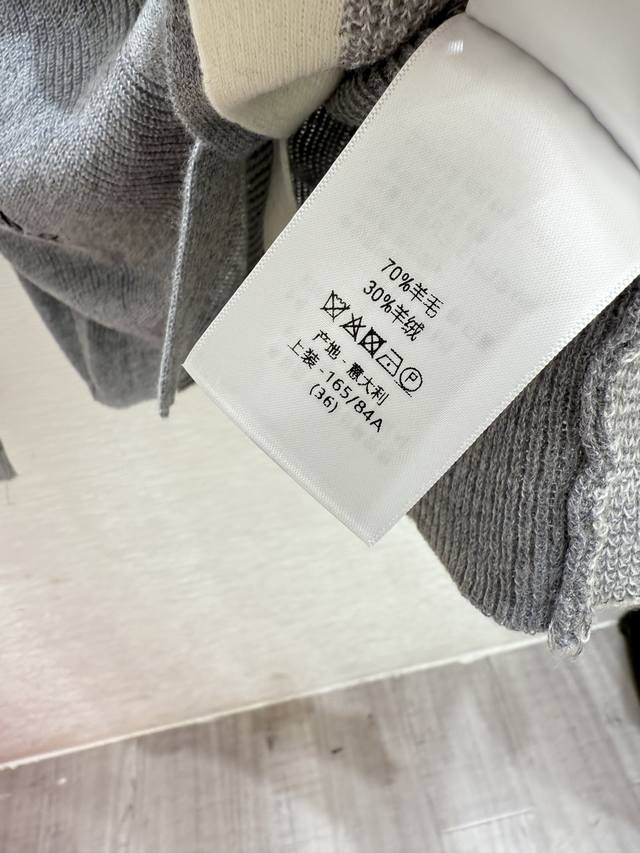 70%羊毛
30%羊绒
P
产地 - 意大利
上装 - 165/84A
(36)